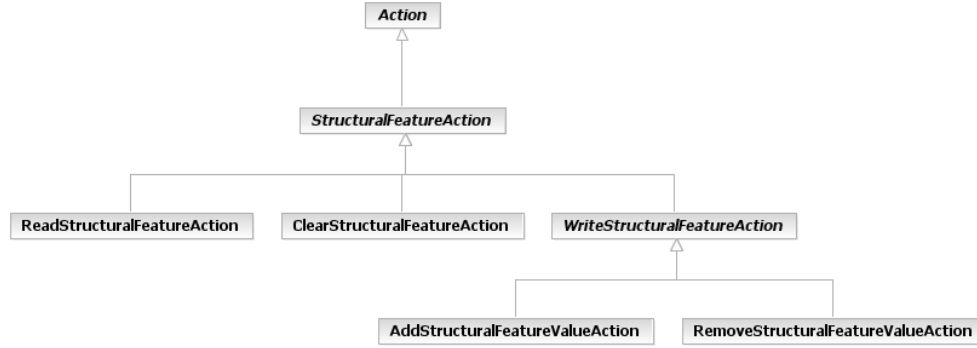 Action
StructuralFeatureAction
ReadStructuralFeatureAction
ClearStructuralFeatureAction
WriteStructuralFeatureAction
AddStructuralFeatureValueAction
RemoveStructuralFeatureValueAction